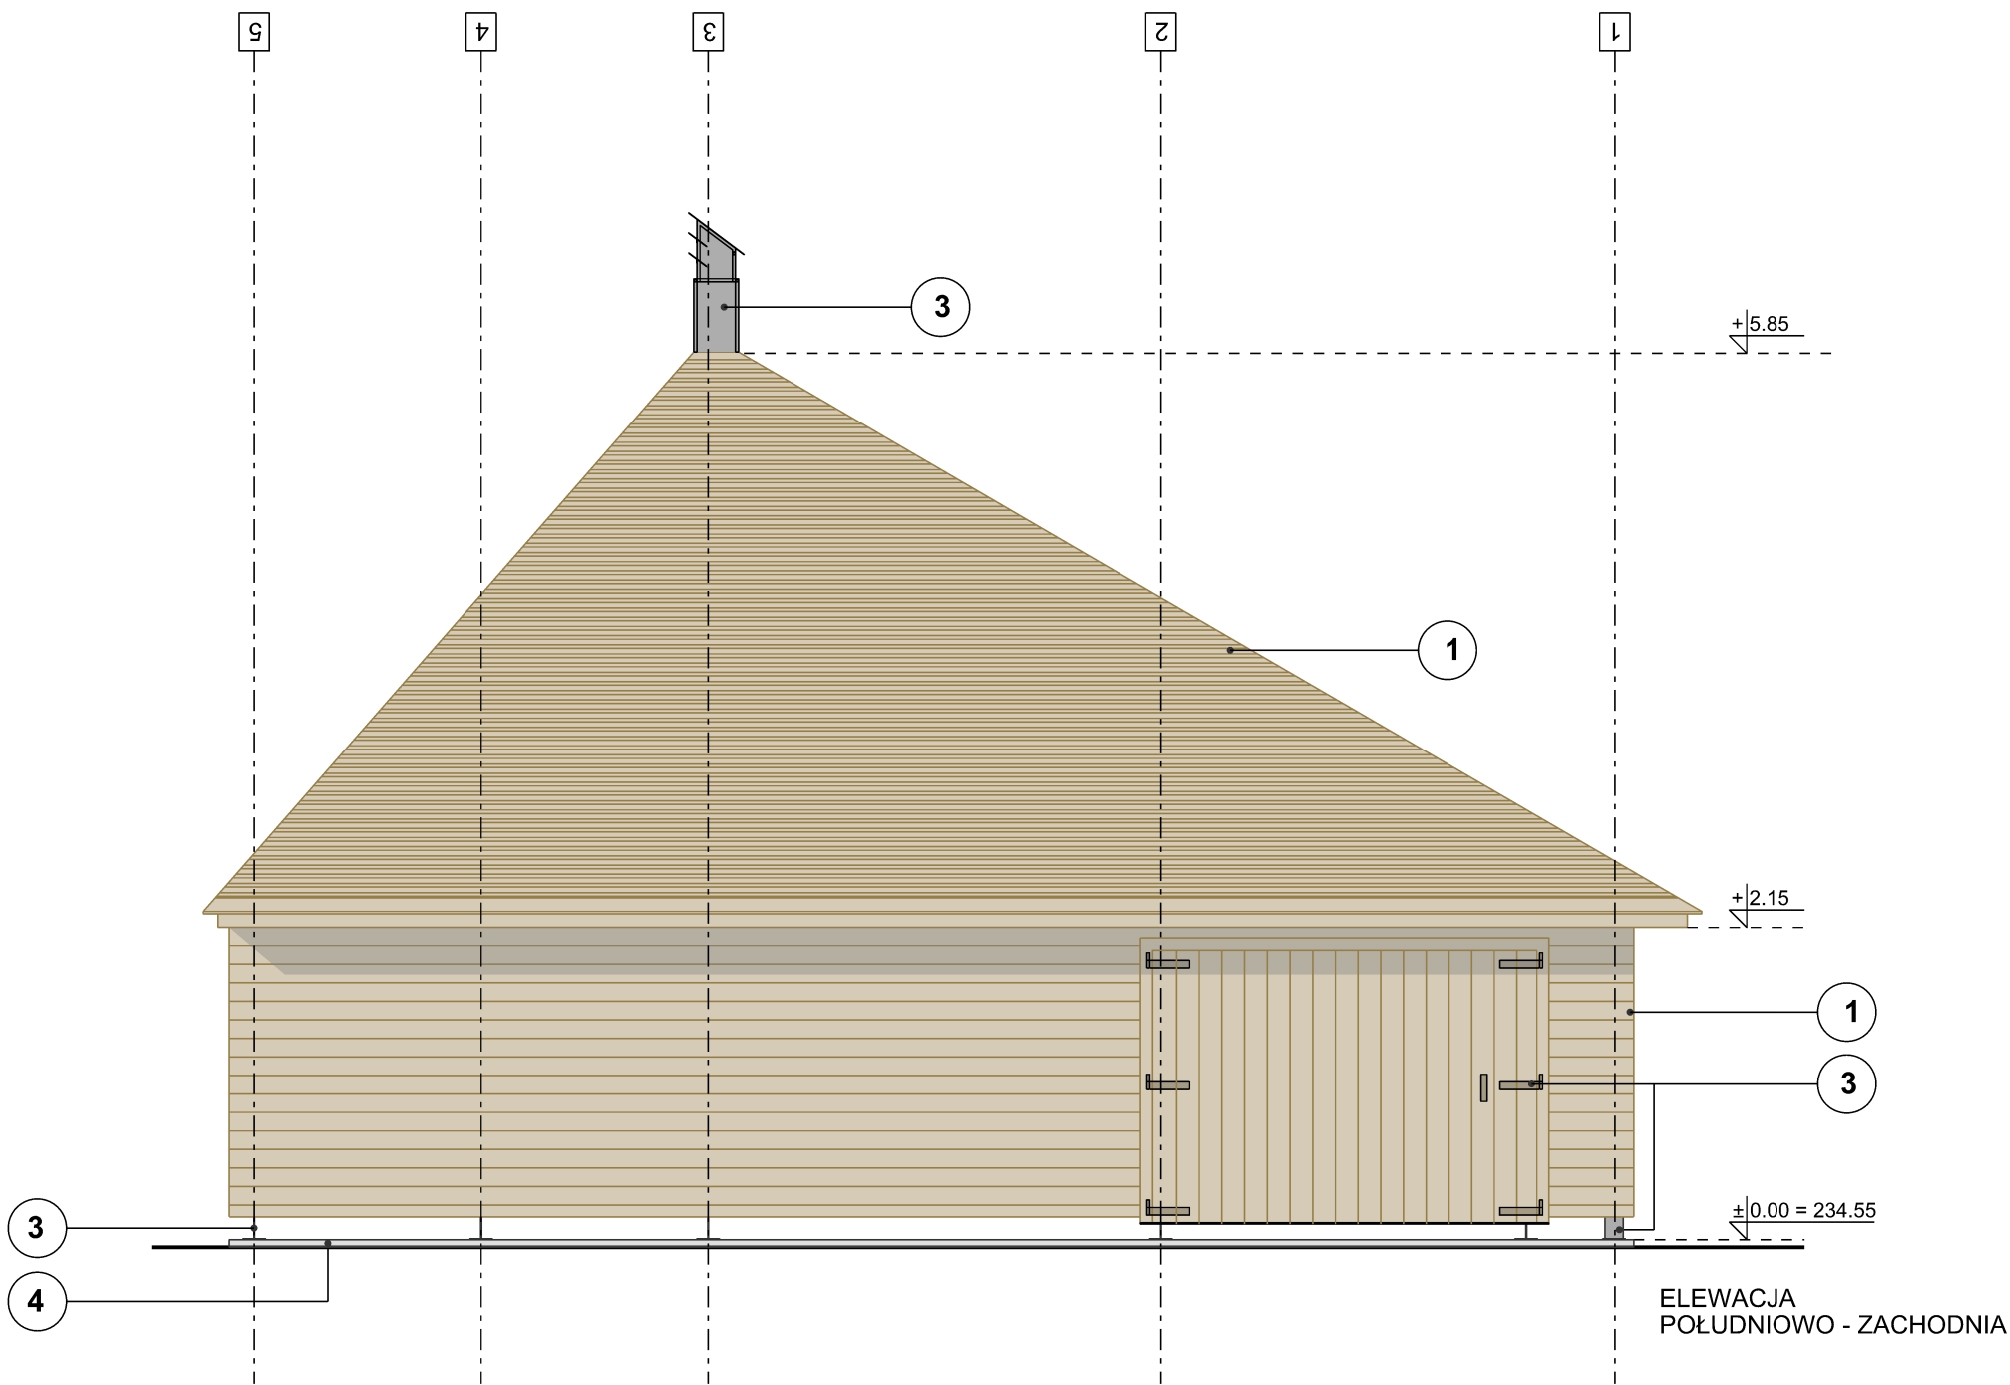 5 4 3 2 1
3
+5.85
1
+2.15
1
3
3
±0.00 = 234.55
4
ELEWACJA
POŁUDNIOWO - ZACHODNIA